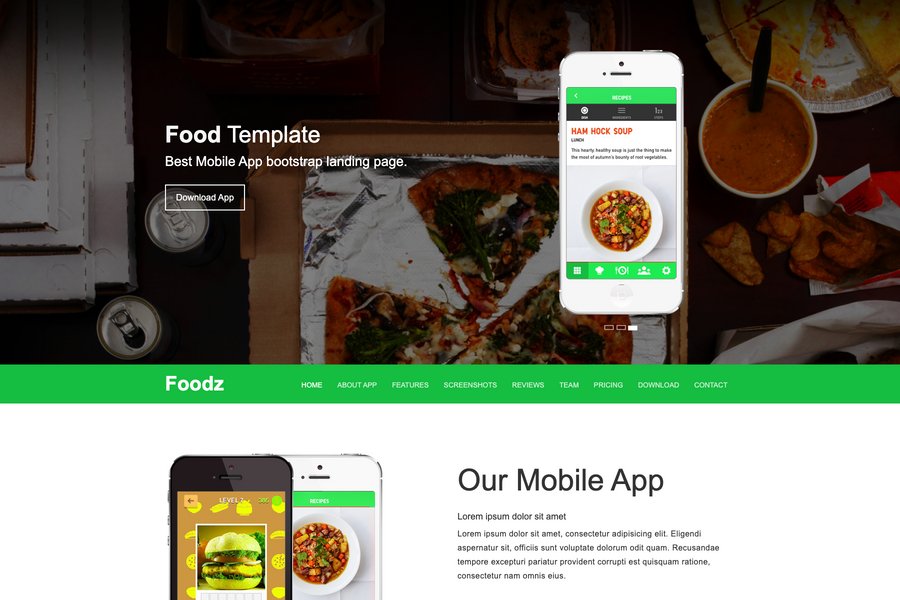 Food Template
Best Mobile App bootstrap landing page.
Download App
RECIPES
DISH
INGREDIENTS
STEPS
HAM HOCK SOUP
LUNCH
This hearty, healthy soup is just the thing to make
the most of autumn's bounty of root vegetables.
Foodz
HOME ABOUT APP FEATURES SCREENSHOTS REVIEWS TEAM PRICING DOWNLOAD CONTACT
LEVEL 2
RECIPES
Our Mobile App
Lorem ipsum dolor sit amet
Lorem ipsum dolor sit amet, consectetur adipisicing elit. Eligendi
aspernatur sit, officiis sunt voluptate dolorum odit quam. Recusandae
tempore excepturi pariatur provident corrupti est quisquam ratione,
consectetur nam omnis eius.